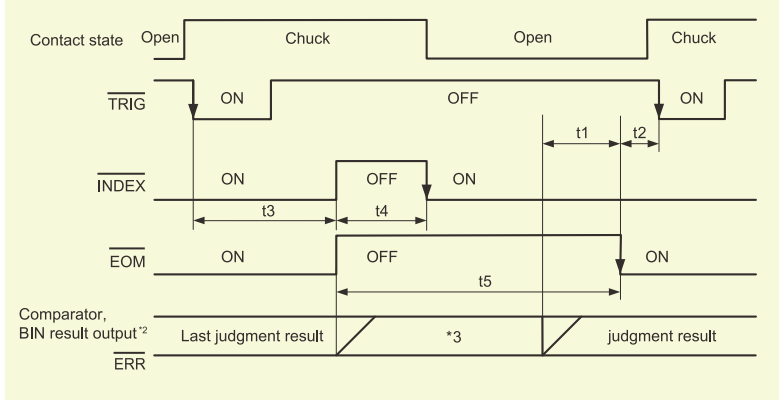 Contact state Open Chuck Open Chuck
TRIG ON OFF ON
t1 t2
INDEX ON OFF ON
t3 t4
EOM ON OFF ON
t5
Comparator,
BIN result output*2 Last judgment result *3 judgment result
ERR